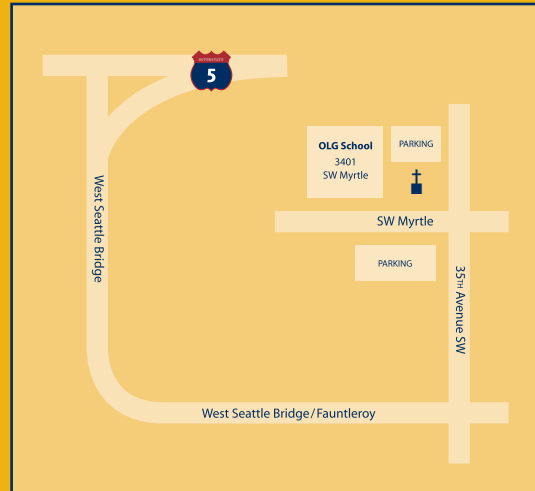 INTERSTATE
5
OLG School
3401
SW Myrtle
PARKING
SW Myrtle
PARKING
West Seattle Bridge
35TH Avenue SW
West Seattle Bridge/Fauntleroy